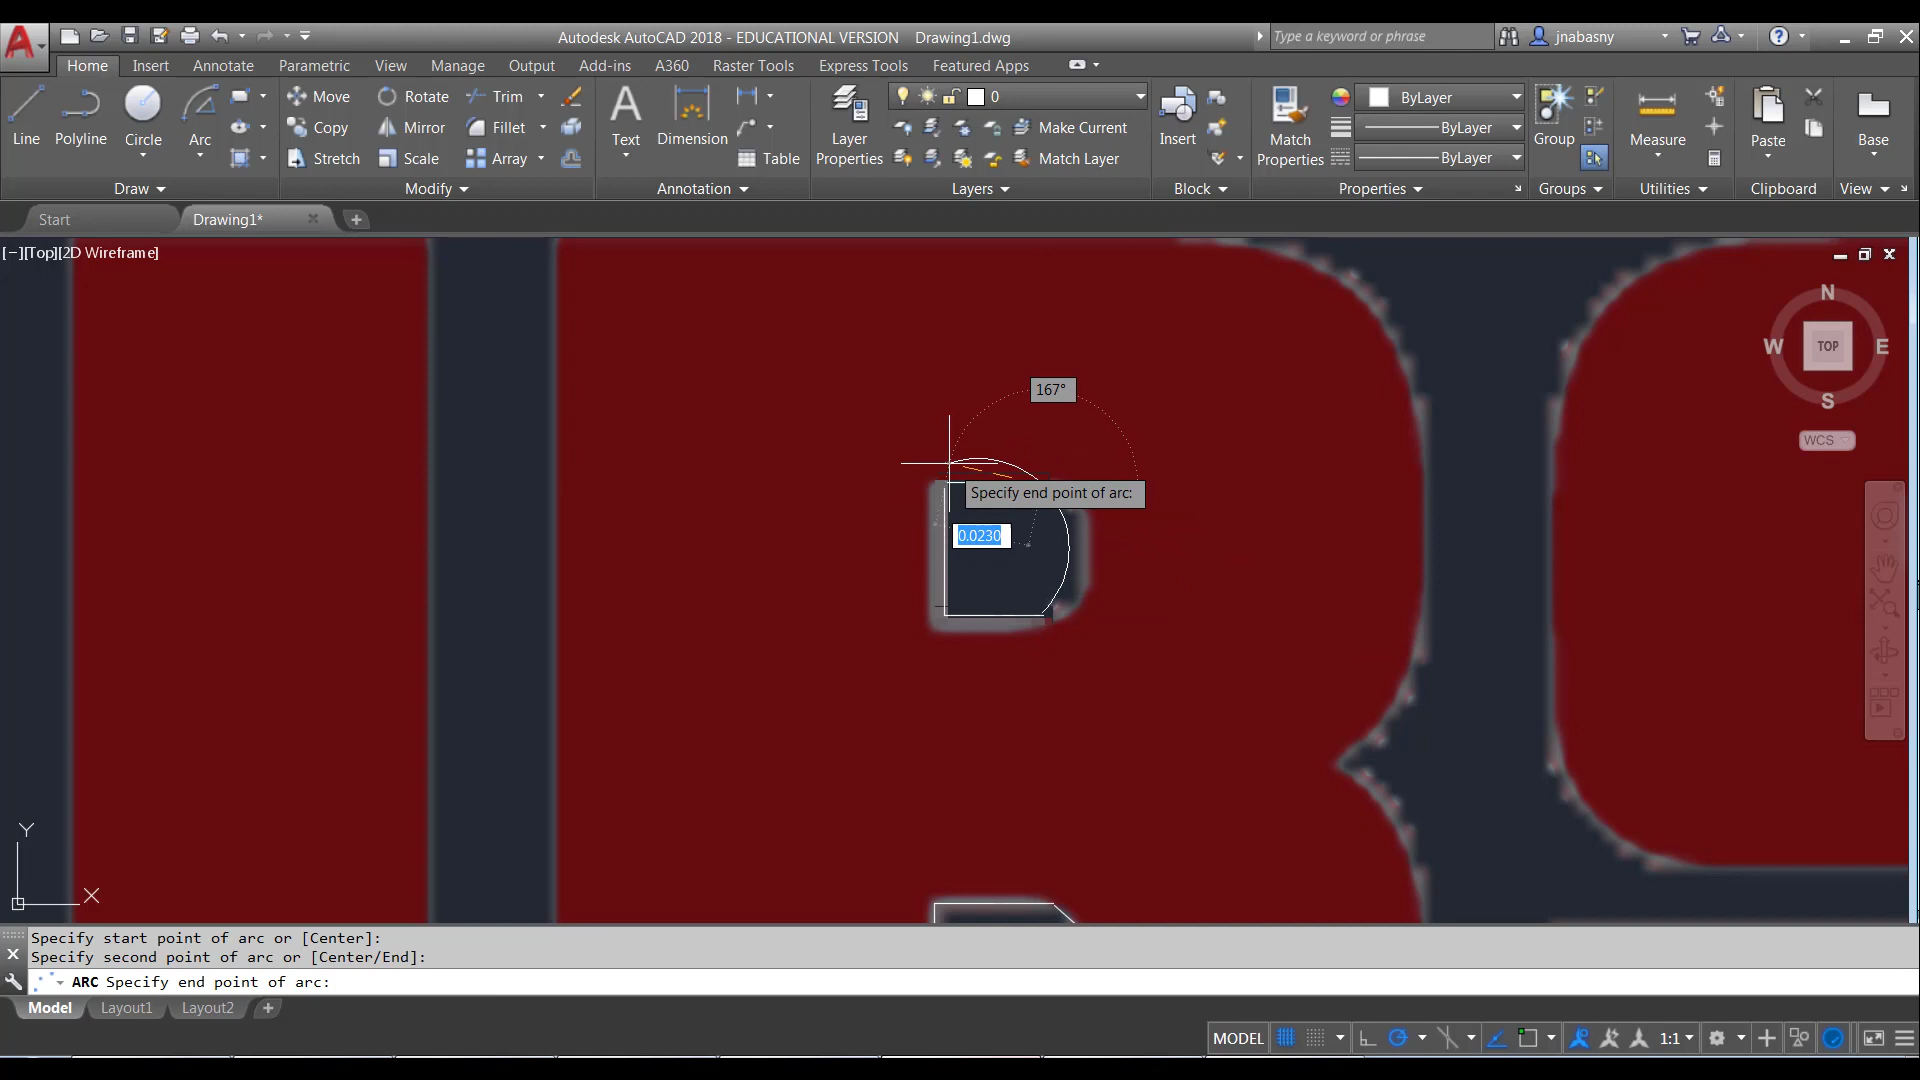 Autodesk AutoCAD 2018 - EDUCATIONAL VERSION Drawing1.dwg
Type a keyword or phrase
jnabasny
Home Insert Annotate Parametric View Manage Output Add-ins A360 Raster Tools Express Tools Featured Apps
Line Polyline Circle Arc
Move Rotate Trim
Copy Mirror Fillet
Stretch Scale Array
Text Dimension Table
Layer Properties
0
Make Current
Match Layer
Insert
Match Properties
ByLayer
ByLayer
ByLayer
Group Measure Paste Base
Draw Modify Annotation Layers Block Properties Groups Utilities Clipboard View
Start Drawing1*
[−][Top][2D Wireframe]
N
W TOP E
S
WCS
167°
Specify end point of arc:
0.0230
Y
X
Specify start point of arc or [Center]:
Specify second point of arc or [Center/End]:
ARC Specify end point of arc:
Model Layout1 Layout2
MODEL 1:1